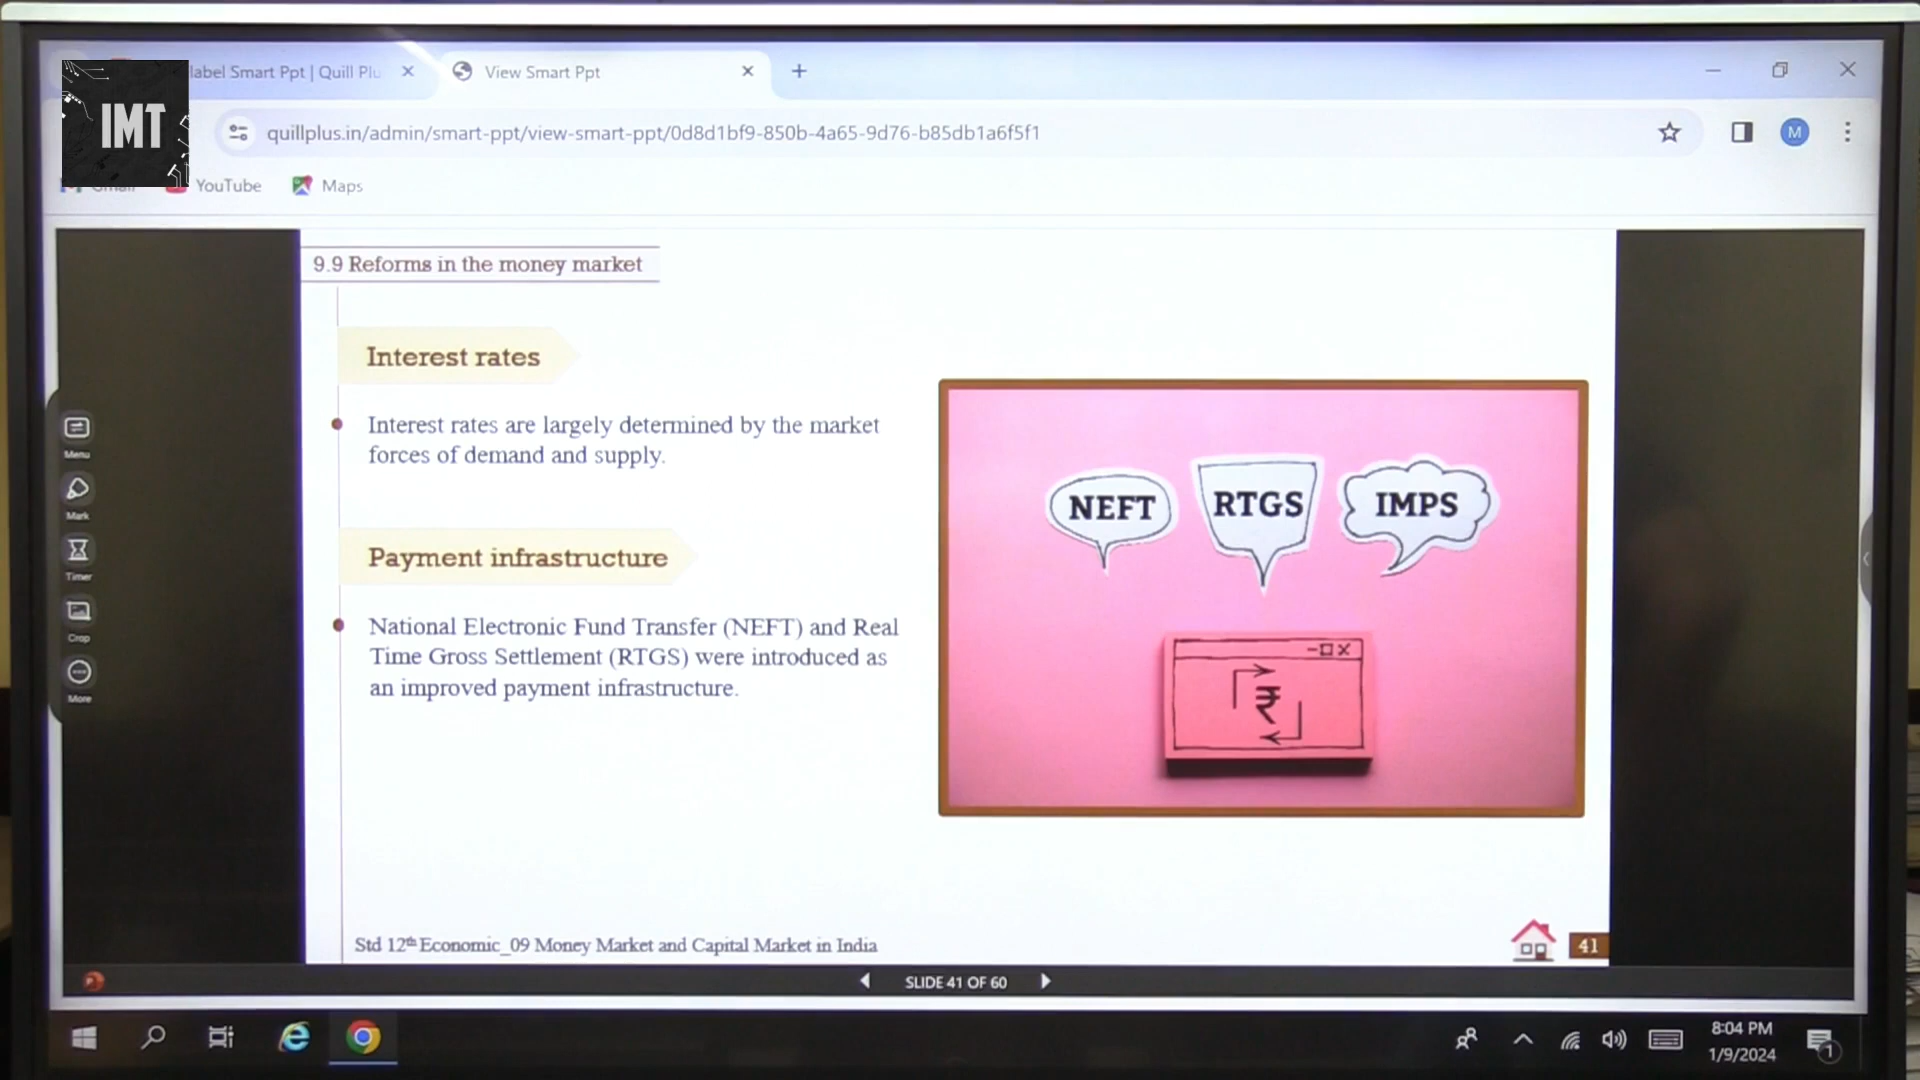 IMT
label Smart Ppt | Quill Plu
View Smart Ppt
quillplus.in/admin/smart-ppt/view-smart-ppt/0d8d1bf9-850b-4a65-9d76-b85db1a6f5f1
M
Gmail
YouTube
Maps
9.9 Reforms in the money market
Interest rates
Interest rates are largely determined by the market
forces of demand and supply.
Payment infrastructure
National Electronic Fund Transfer (NEFT) and Real
Time Gross Settlement (RTGS) were introduced as
an improved payment infrastructure.
NEFT
RTGS
IMPS
₹
Menu
Mark
Timer
Crop
More
Std 12th Economic_09 Money Market and Capital Market in India
41
SLIDE 41 OF 60
8:04 PM
1/9/2024
1